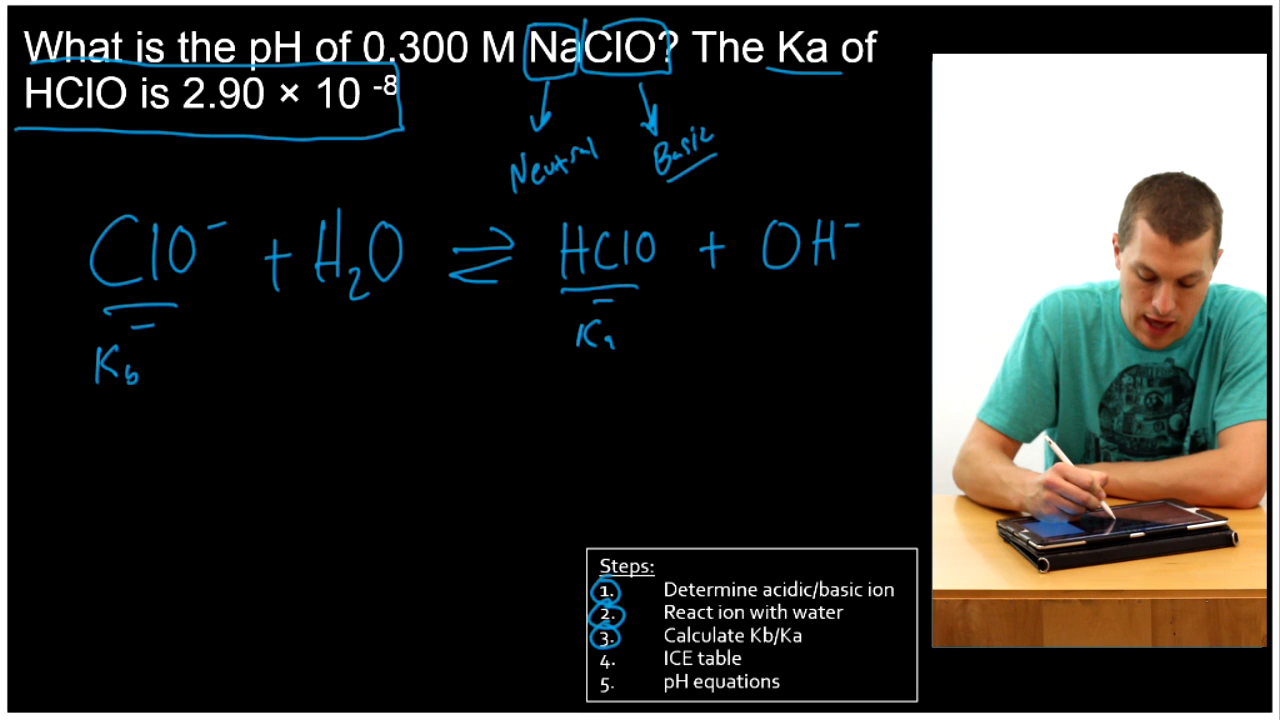 What is the pH of 0.300 M NaClO? The Ka of
HClO is 2.90 × 10 -8
Neutral
Basic
ClO⁻ + H₂O ⇌ HClO + OH⁻
Kb
Ka
Steps:
1. Determine acidic/basic ion
2. React ion with water
3. Calculate Kb/Ka
4. ICE table
5. pH equations